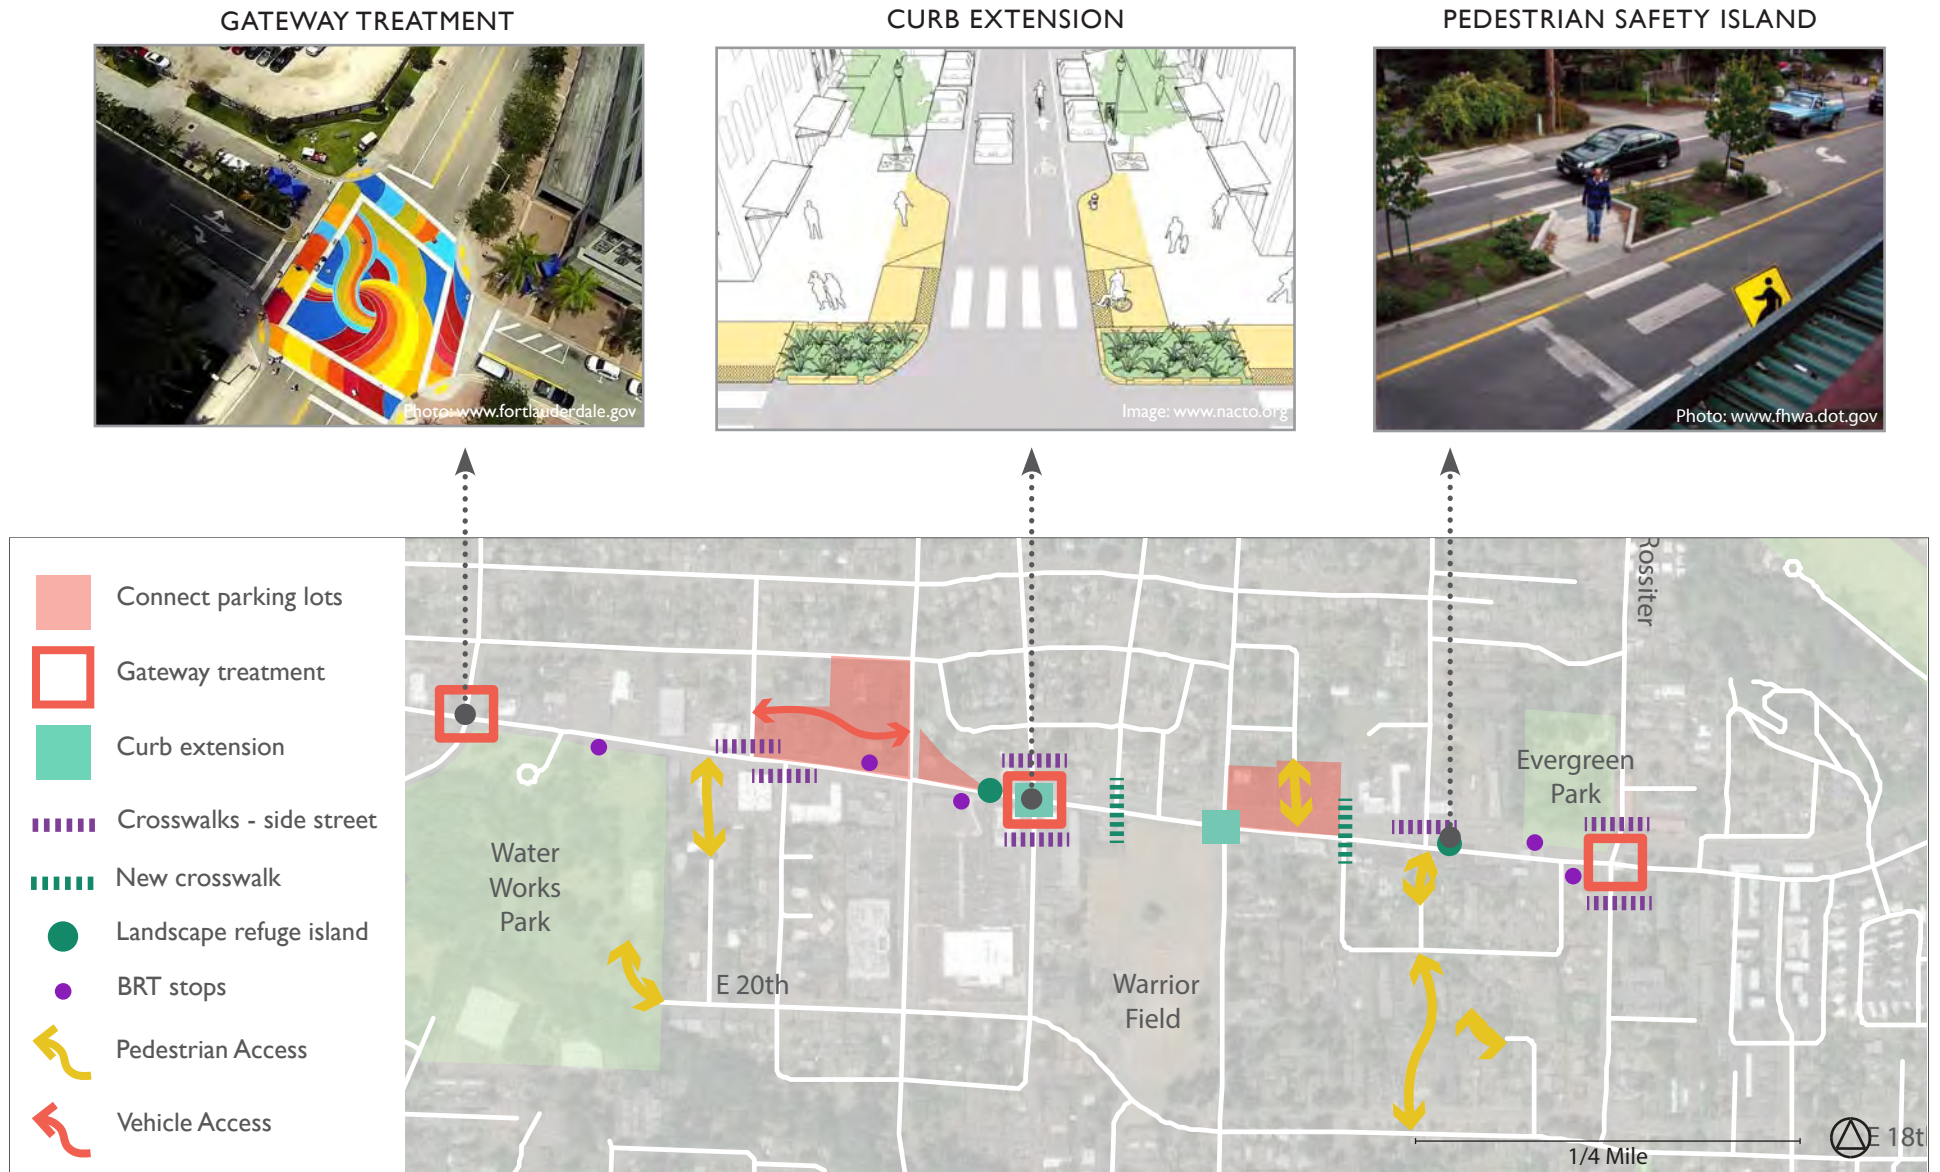 GATEWAY TREATMENT
CURB EXTENSION
PEDESTRIAN SAFETY ISLAND
Photo: www.fortlauderdale.gov
Image: www.nacto.org
Photo: www.fhwa.dot.gov
Connect parking lots
Gateway treatment
Curb extension
Crosswalks - side street
New crosswalk
Landscape refuge island
BRT stops
Pedestrian Access
Vehicle Access
Rossiter
Evergreen
Park
Water
Works
Park
E 20th
Warrior
Field
1/4 Mile
E 18t